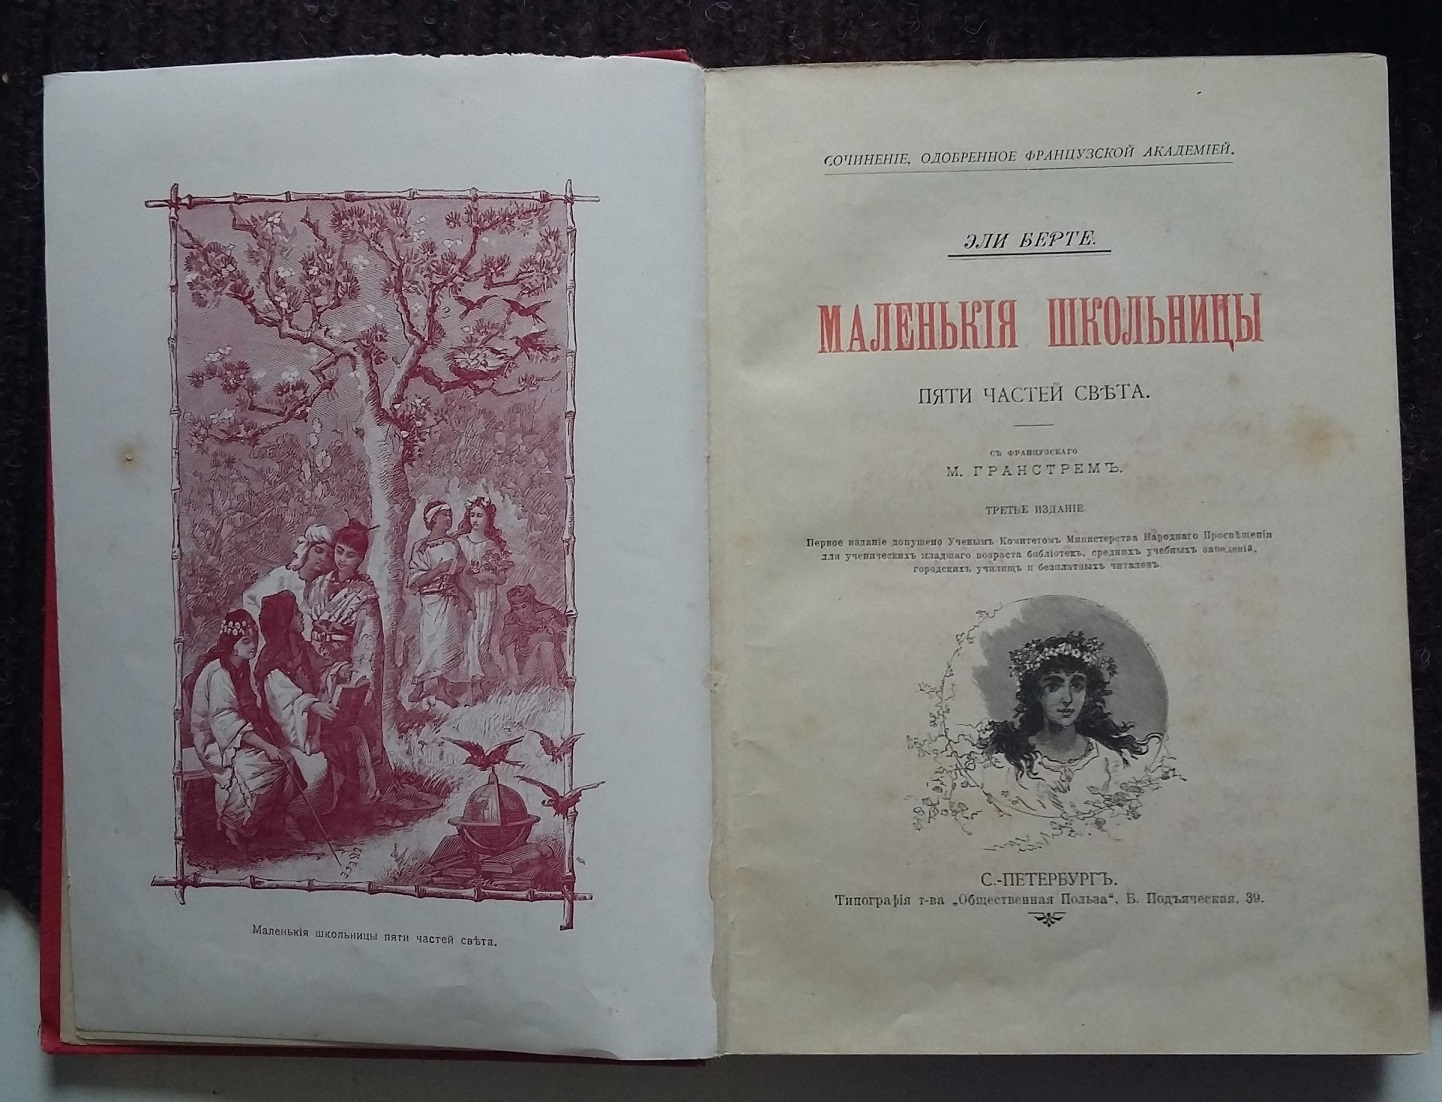 Маленькія школьницы пяти частей свѣта.
СОЧИНЕНІЕ, ОДОБРЕННОЕ ФРАНЦУЗСКОЙ АКАДЕМІЕЙ.
ЭЛИ БЕРТЕ.
МАЛЕНЬКІЯ ШКОЛЬНИЦЫ
ПЯТИ ЧАСТЕЙ СВѢТА.
СЪ ФРАНЦУЗСКАГО
М. ГРАНСТРЕМЪ.
ТРЕТЬЕ ИЗДАНІЕ
Первое изданіе допущено Ученымъ Комитетомъ Министерства Народнаго Просвѣщенія
для ученическихъ младшаго возраста библіотек, среднихъ учебныхъ заведеній,
городскихъ училищъ и безплатныхъ читаленъ.
С.-ПЕТЕРБУРГЪ.
Типографія т-ва „Общественная Польза“, Б. Подъяческая, 39.